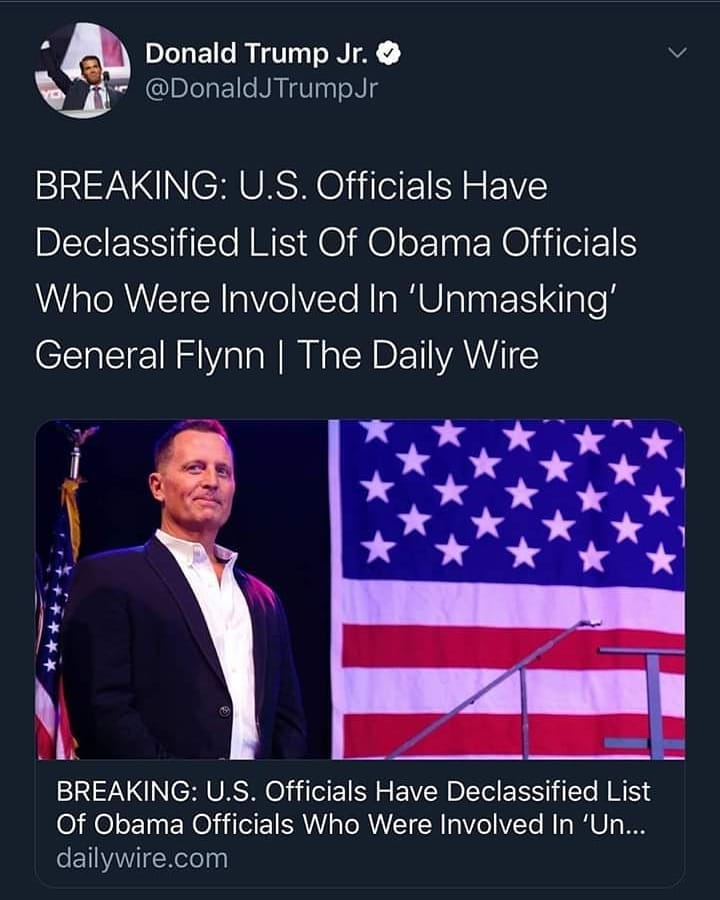 Donald Trump Jr.
@DonaldJTrumpJr
BREAKING: U.S. Officials Have
Declassified List Of Obama Officials
Who Were Involved In ‘Unmasking’
General Flynn | The Daily Wire
BREAKING: U.S. Officials Have Declassified List
Of Obama Officials Who Were Involved In ‘Un...
dailywire.com